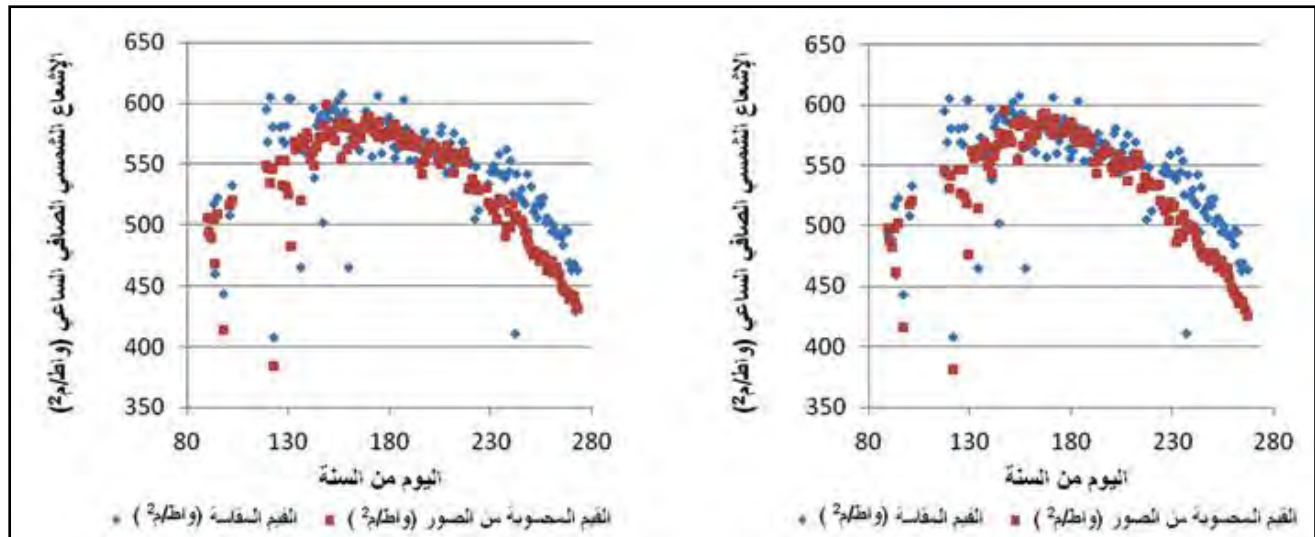 650
600
550
500
450
400
350
80 130 180 230 280
الإشعاع الشمسي الصافي الساعي (واط/م²)
اليوم من السنة
القيم المحسوبة من الصور (واط/م²)
القيم المقاسة (واط/م²)
650
600
550
500
450
400
350
80 130 180 230 280
الإشعاع الشمسي الصافي الساعي (واط/م²)
اليوم من السنة
القيم المحسوبة من الصور (واط/م²)
القيم المقاسة (واط/م²)